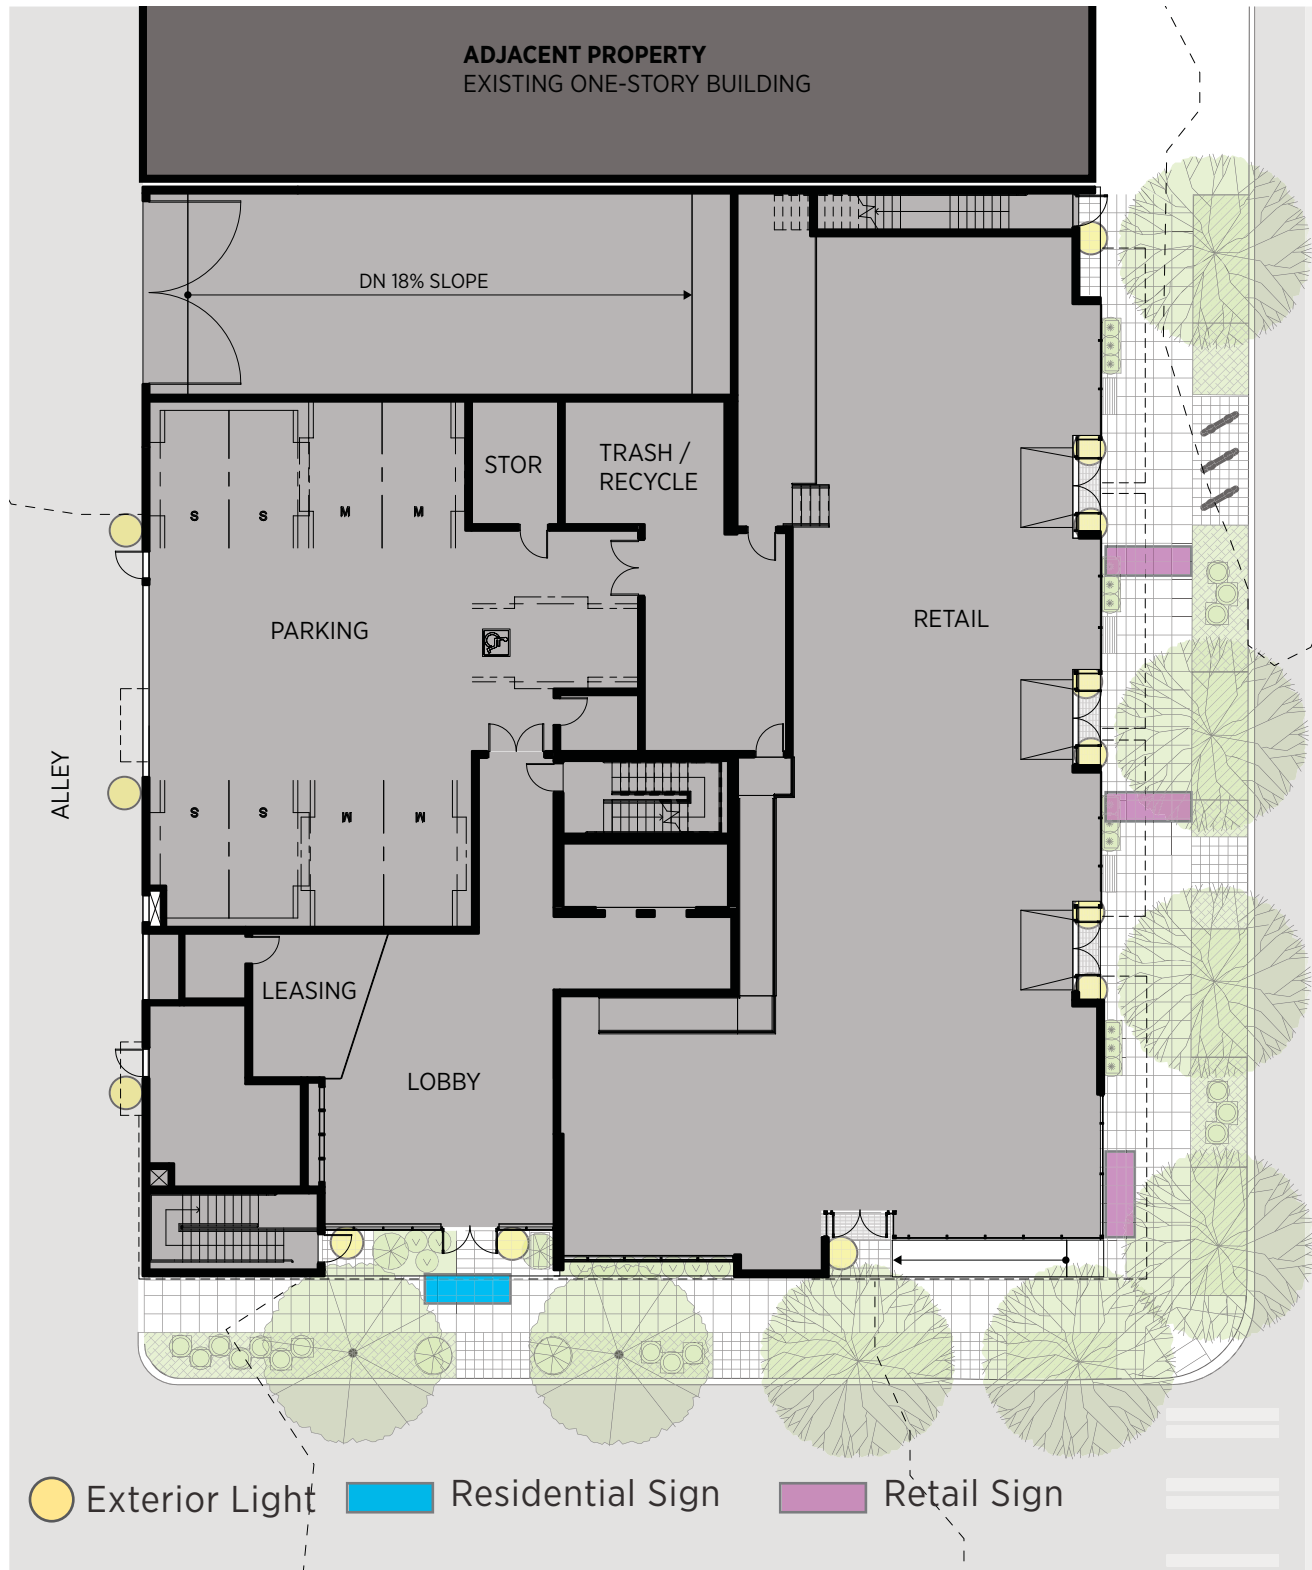 ADJACENT PROPERTY
EXISTING ONE-STORY BUILDING
DN 18% SLOPE
STOR
TRASH /
RECYCLE
S
S
M
M
PARKING
RETAIL
ALLEY
S
S
M
M
LEASING
LOBBY
Exterior Light
Residential Sign
Retail Sign